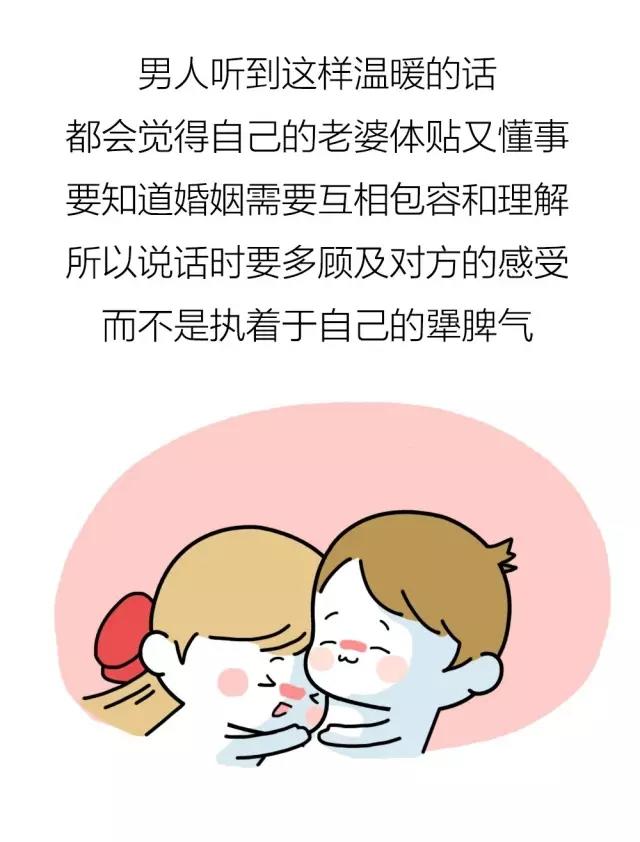 男人听到这样温暖的话
都会觉得自己的老婆体贴又懂事
要知道婚姻需要互相包容和理解
所以说话时要多顾及对方的感受
而不是执着于自己的犟脾气